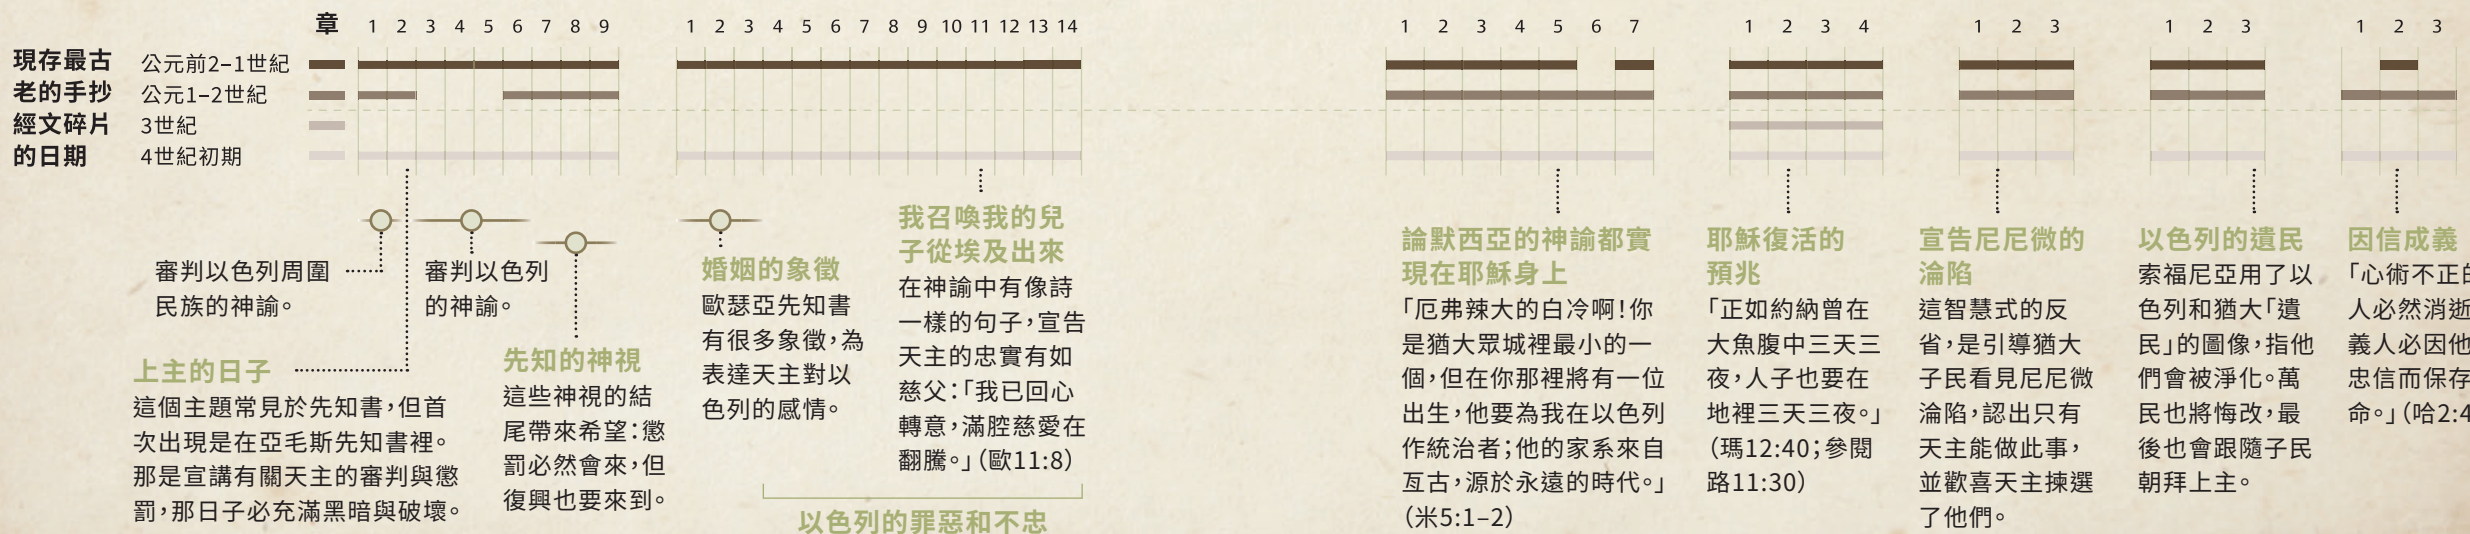 章 1 2 3 4 5 6 7 8 9 1 2 3 4 5 6 7 8 9 10 11 12 13 14 1 2 3 4 5 6 7 1 2 3 4 1 2 3 1 2 3 1 2 3
現存最古
老的手抄
經文碎片
的日期
公元前2–1世紀
公元1–2世紀
3世紀
4世紀初期
審判以色列周圍
民族的神諭。
審判以色列
的神諭。
上主的日子
這個主題常見於先知書，但首
次出現是在亞毛斯先知書裡。
那是宣講有關天主的審判與懲
罰，那日子必充滿黑暗與破壞。
先知的神視
這些神視的結
尾帶來希望：懲
罰必然會來，但
復興也要來到。
婚姻的象徵
歐瑟亞先知書
有很多象徵，為
表達天主對以
色列的感情。
我召喚我的兒
子從埃及出來
在神諭中有像詩
一樣的句子，宣告
天主的忠實有如
慈父：「我已回心
轉意，滿腔慈愛在
翻騰。」（歐11:8）
以色列的罪惡和不忠
論默西亞的神諭都實
現在耶穌身上
「厄弗辣大的白冷啊！你
是猶大眾城裡最小的一
個，但在你那裡將有一位
出生，他要為我在以色列
作統治者；他的家系來自
亙古，源於永遠的時代。」
（米5:1–2）
耶穌復活的
預兆
「正如約納曾在
大魚腹中三天三
夜，人子也要在
地裡三天三夜。」
（瑪12:40；參閱
路11:30）
宣告尼尼微的
淪陷
這智慧式的反
省，是引導猶大
子民看見尼尼微
淪陷，認出只有
天主能做此事，
並歡喜天主揀選
了他們。
以色列的遺民
索福尼亞用了以
色列和猶大「遺
民」的圖像，指他
們會被淨化。萬
民也將悔改，最
後也會跟隨子民
朝拜上主。
因信成義
「心術不正的
人必然消逝
義人必因他
忠信而保存
命。」（哈2:4